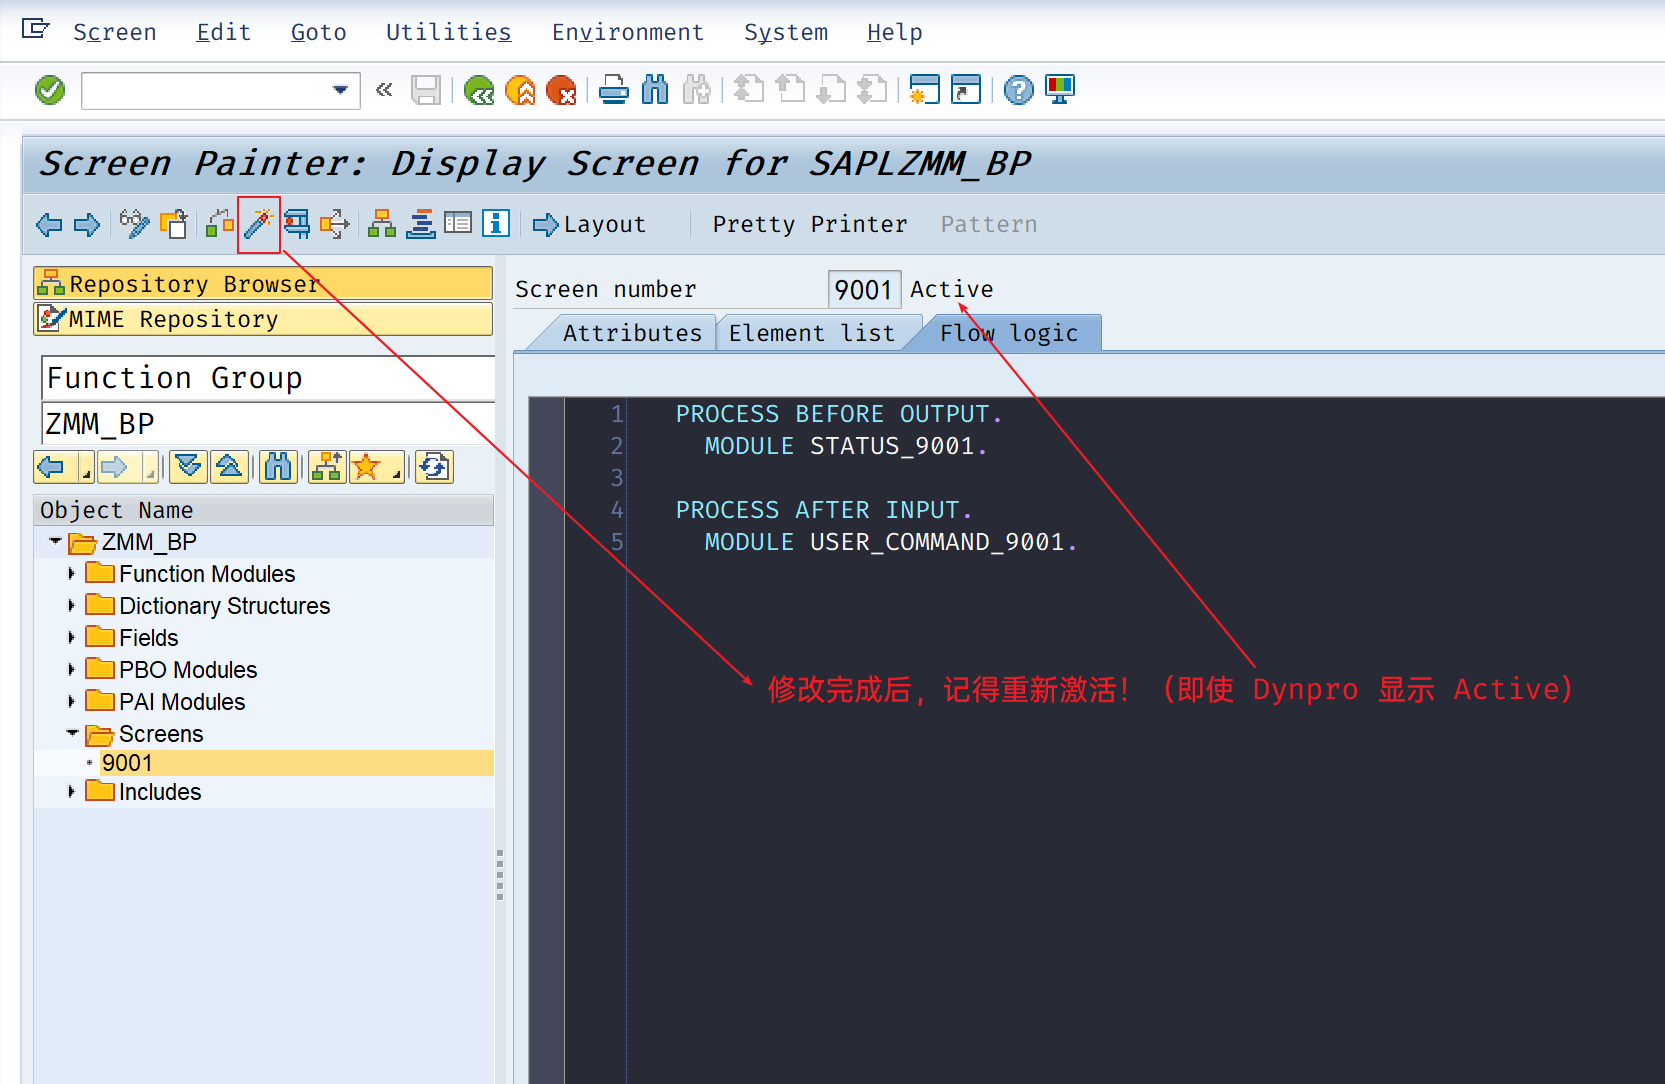 Screen Edit Goto Utilities Environment System Help
Screen Painter: Display Screen for SAPLZMM_BP
Layout Pretty Printer Pattern
Repository Browser
MIME Repository
Function Group
ZMM_BP
Object Name
ZMM_BP
Function Modules
Dictionary Structures
Fields
PBO Modules
PAI Modules
Screens
9001
Includes
Screen number 9001 Active
Attributes Element list Flow logic
1 PROCESS BEFORE OUTPUT.
2 MODULE STATUS_9001.
3
4 PROCESS AFTER INPUT.
5 MODULE USER_COMMAND_9001.
修改完成后，记得重新激活！（即使 Dynpro 显示 Active）